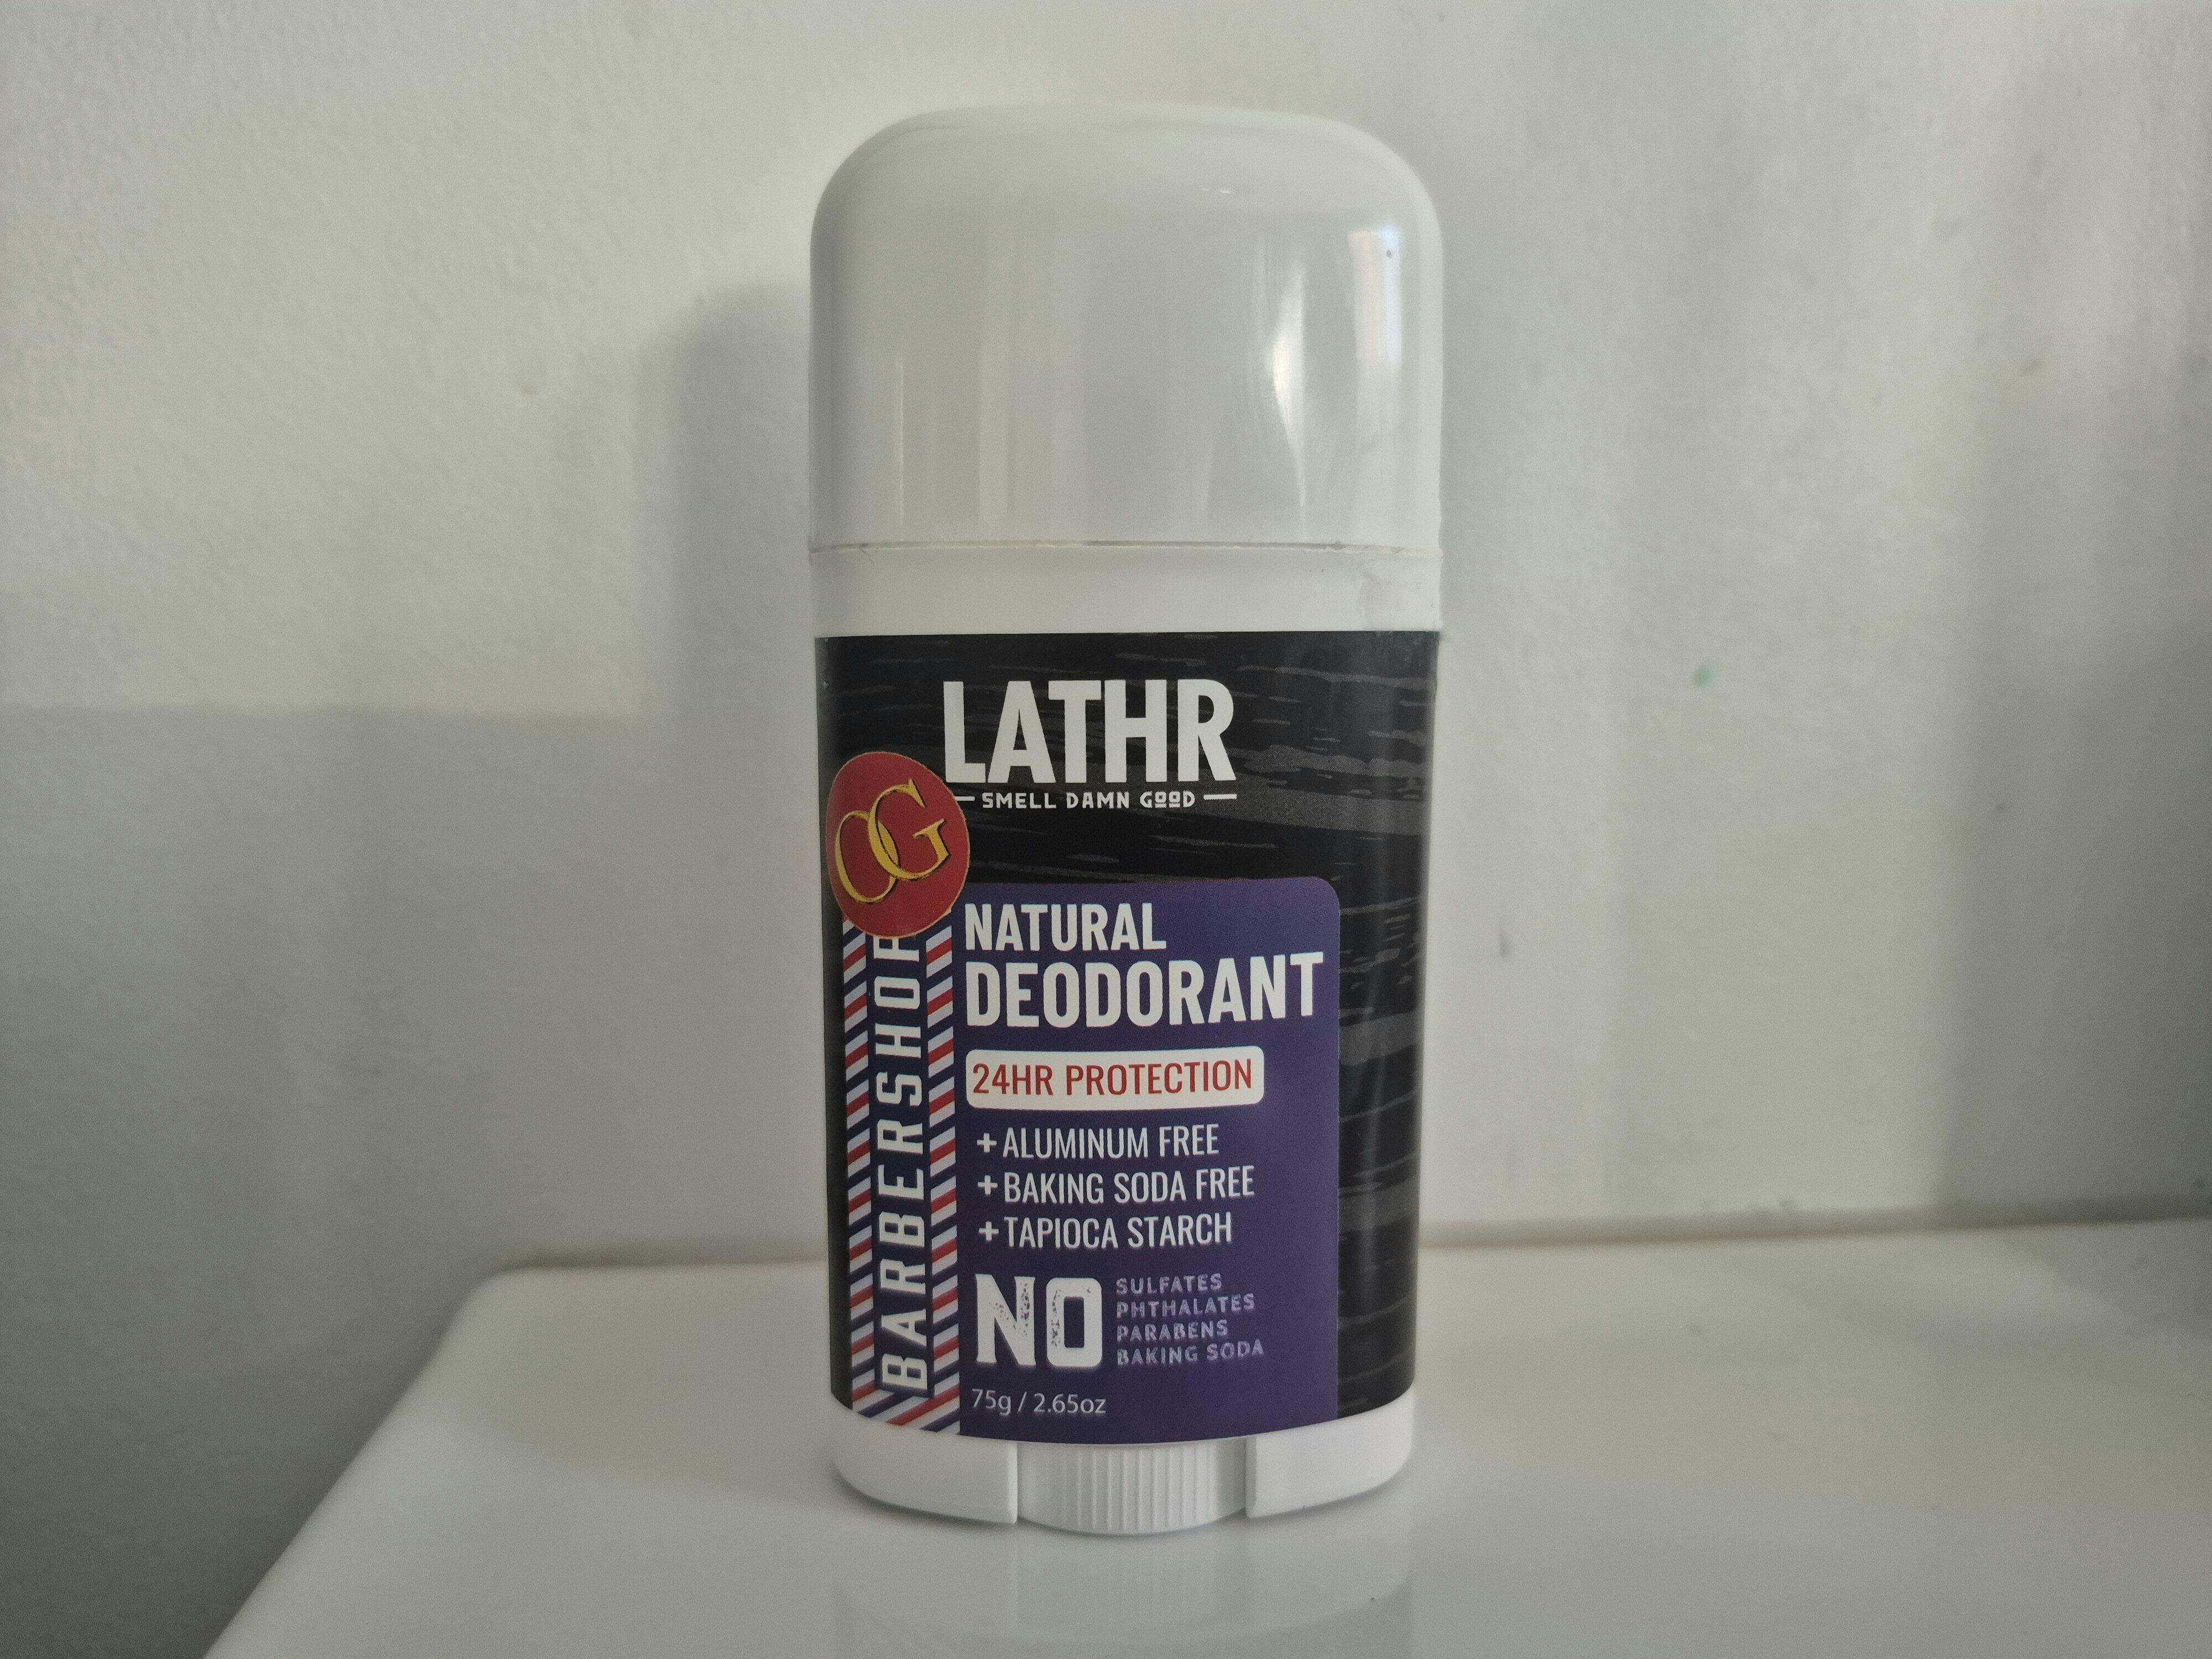 LATHR
SMELL DAMN GOOD
OG
BARBERSHOP
NATURAL
DEODORANT
24HR PROTECTION
+ ALUMINUM FREE
+ BAKING SODA FREE
+ TAPIOCA STARCH
NO
SULFATES
PHTHALATES
PARABENS
BAKING SODA
75g / 2.65oz